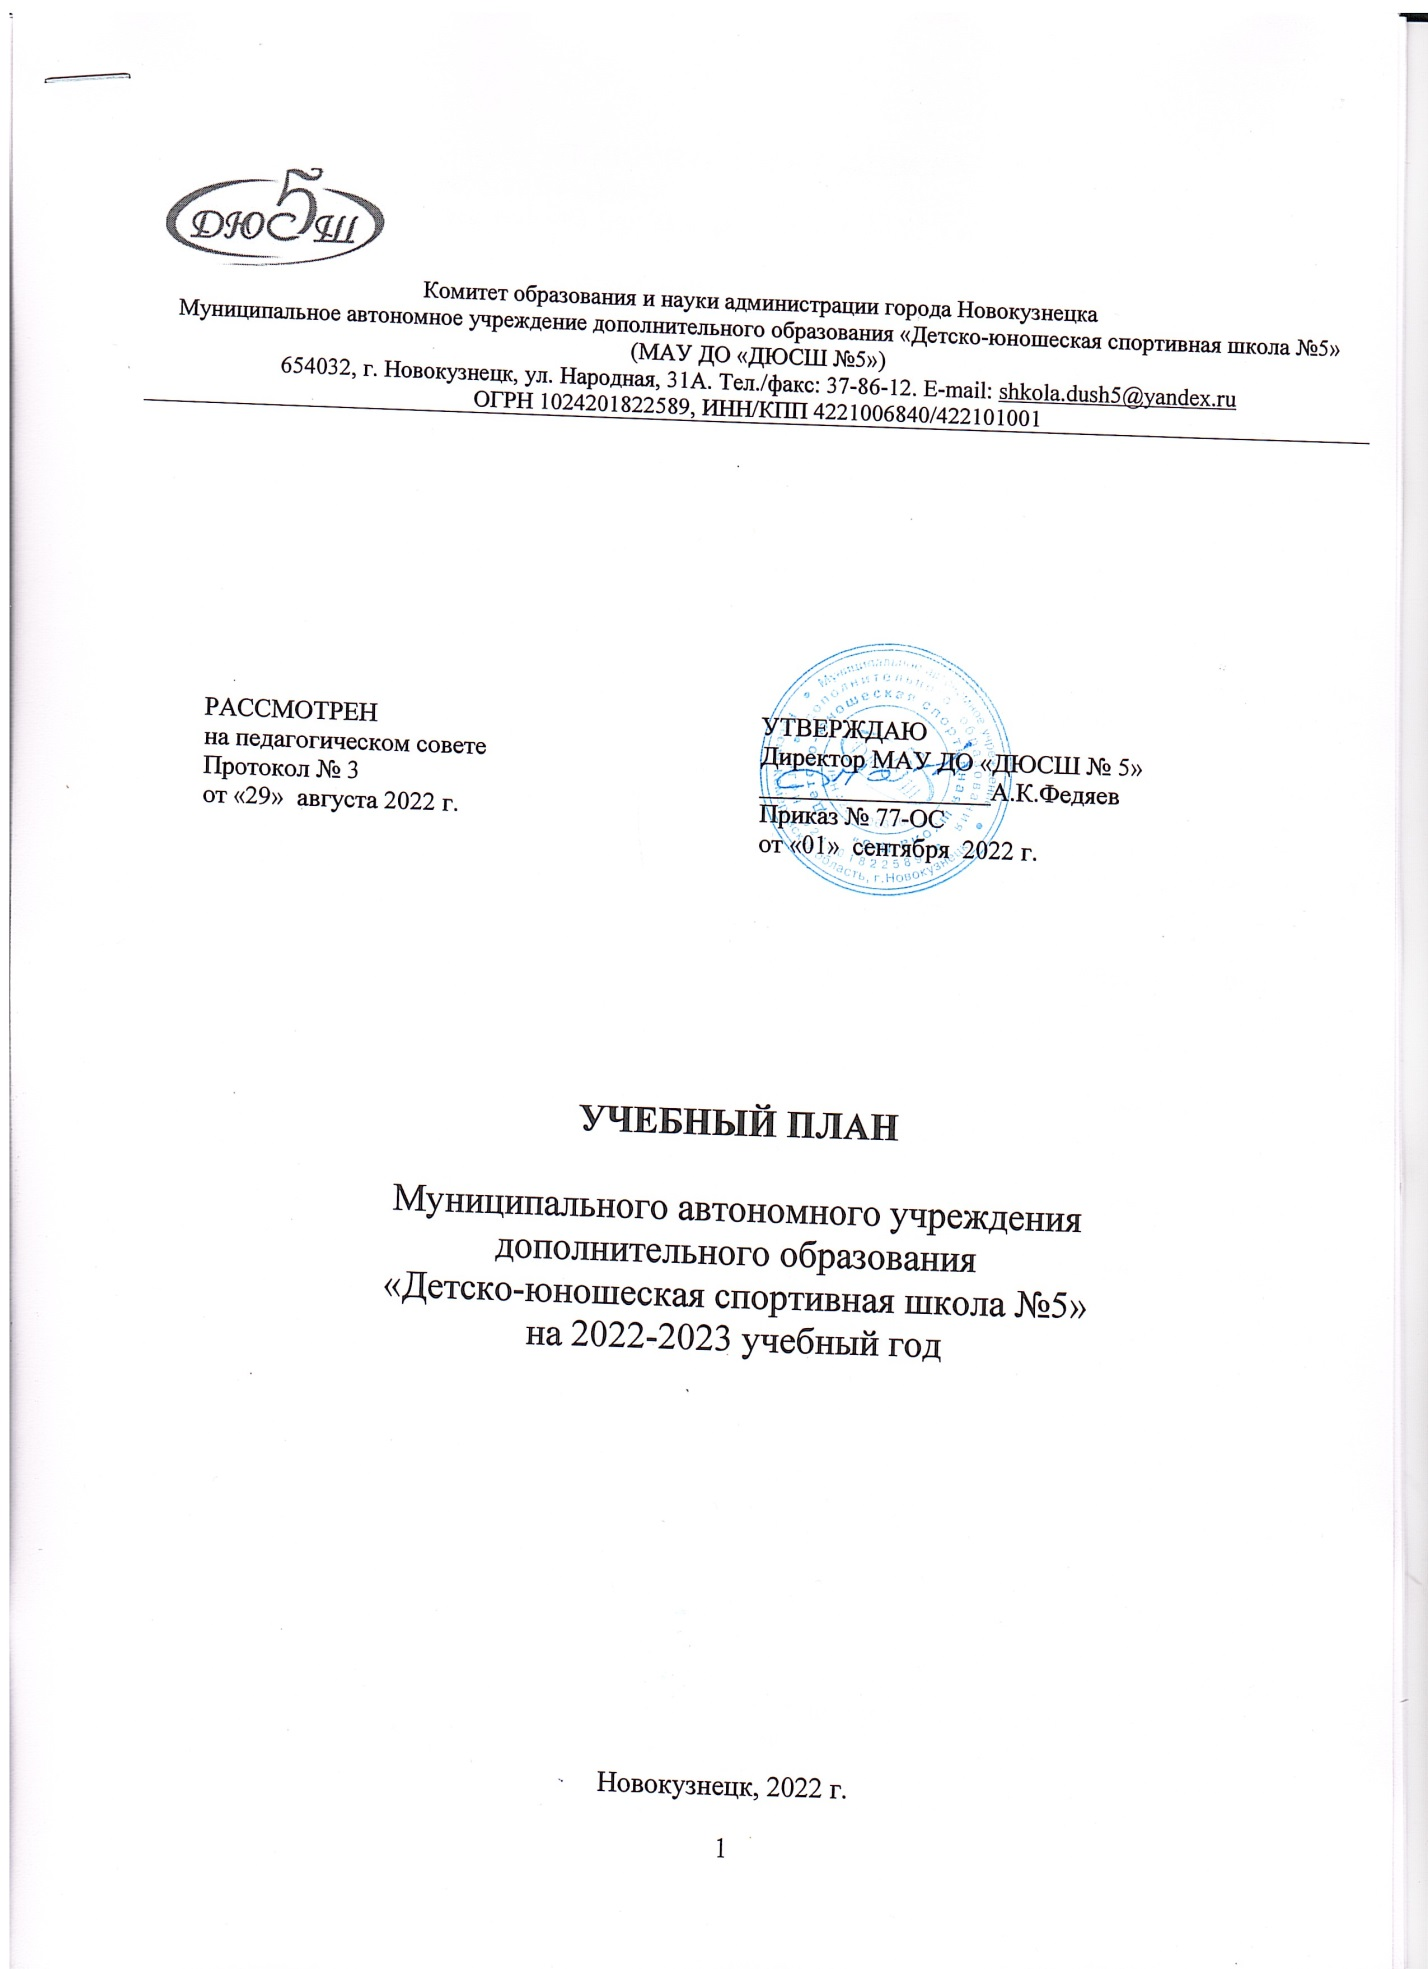 ДЮСШ 5
Комитет образования и науки администрации города Новокузнецка
Муниципальное автономное учреждение дополнительного образования «Детско-юношеская спортивная школа №5»
(МАУ ДО «ДЮСШ №5»)
654032, г. Новокузнецк, ул. Народная, 31А. Тел./факс: 37-86-12. E-mail: shkola.dush5@yandex.ru
ОГРН 1024201822589, ИНН/КПП 4221006840/422101001
РАССМОТРЕН
на педагогическом совете
Протокол № 3
от «29» августа 2022 г.
УТВЕРЖДАЮ
Директор МАУ ДО «ДЮСШ № 5»
А.К.Федяев
Приказ № 77-ОС
от «01» сентября 2022 г.
УЧЕБНЫЙ ПЛАН
Муниципального автономного учреждения
дополнительного образования
«Детско-юношеская спортивная школа №5»
на 2022-2023 учебный год
Новокузнецк, 2022 г.
1